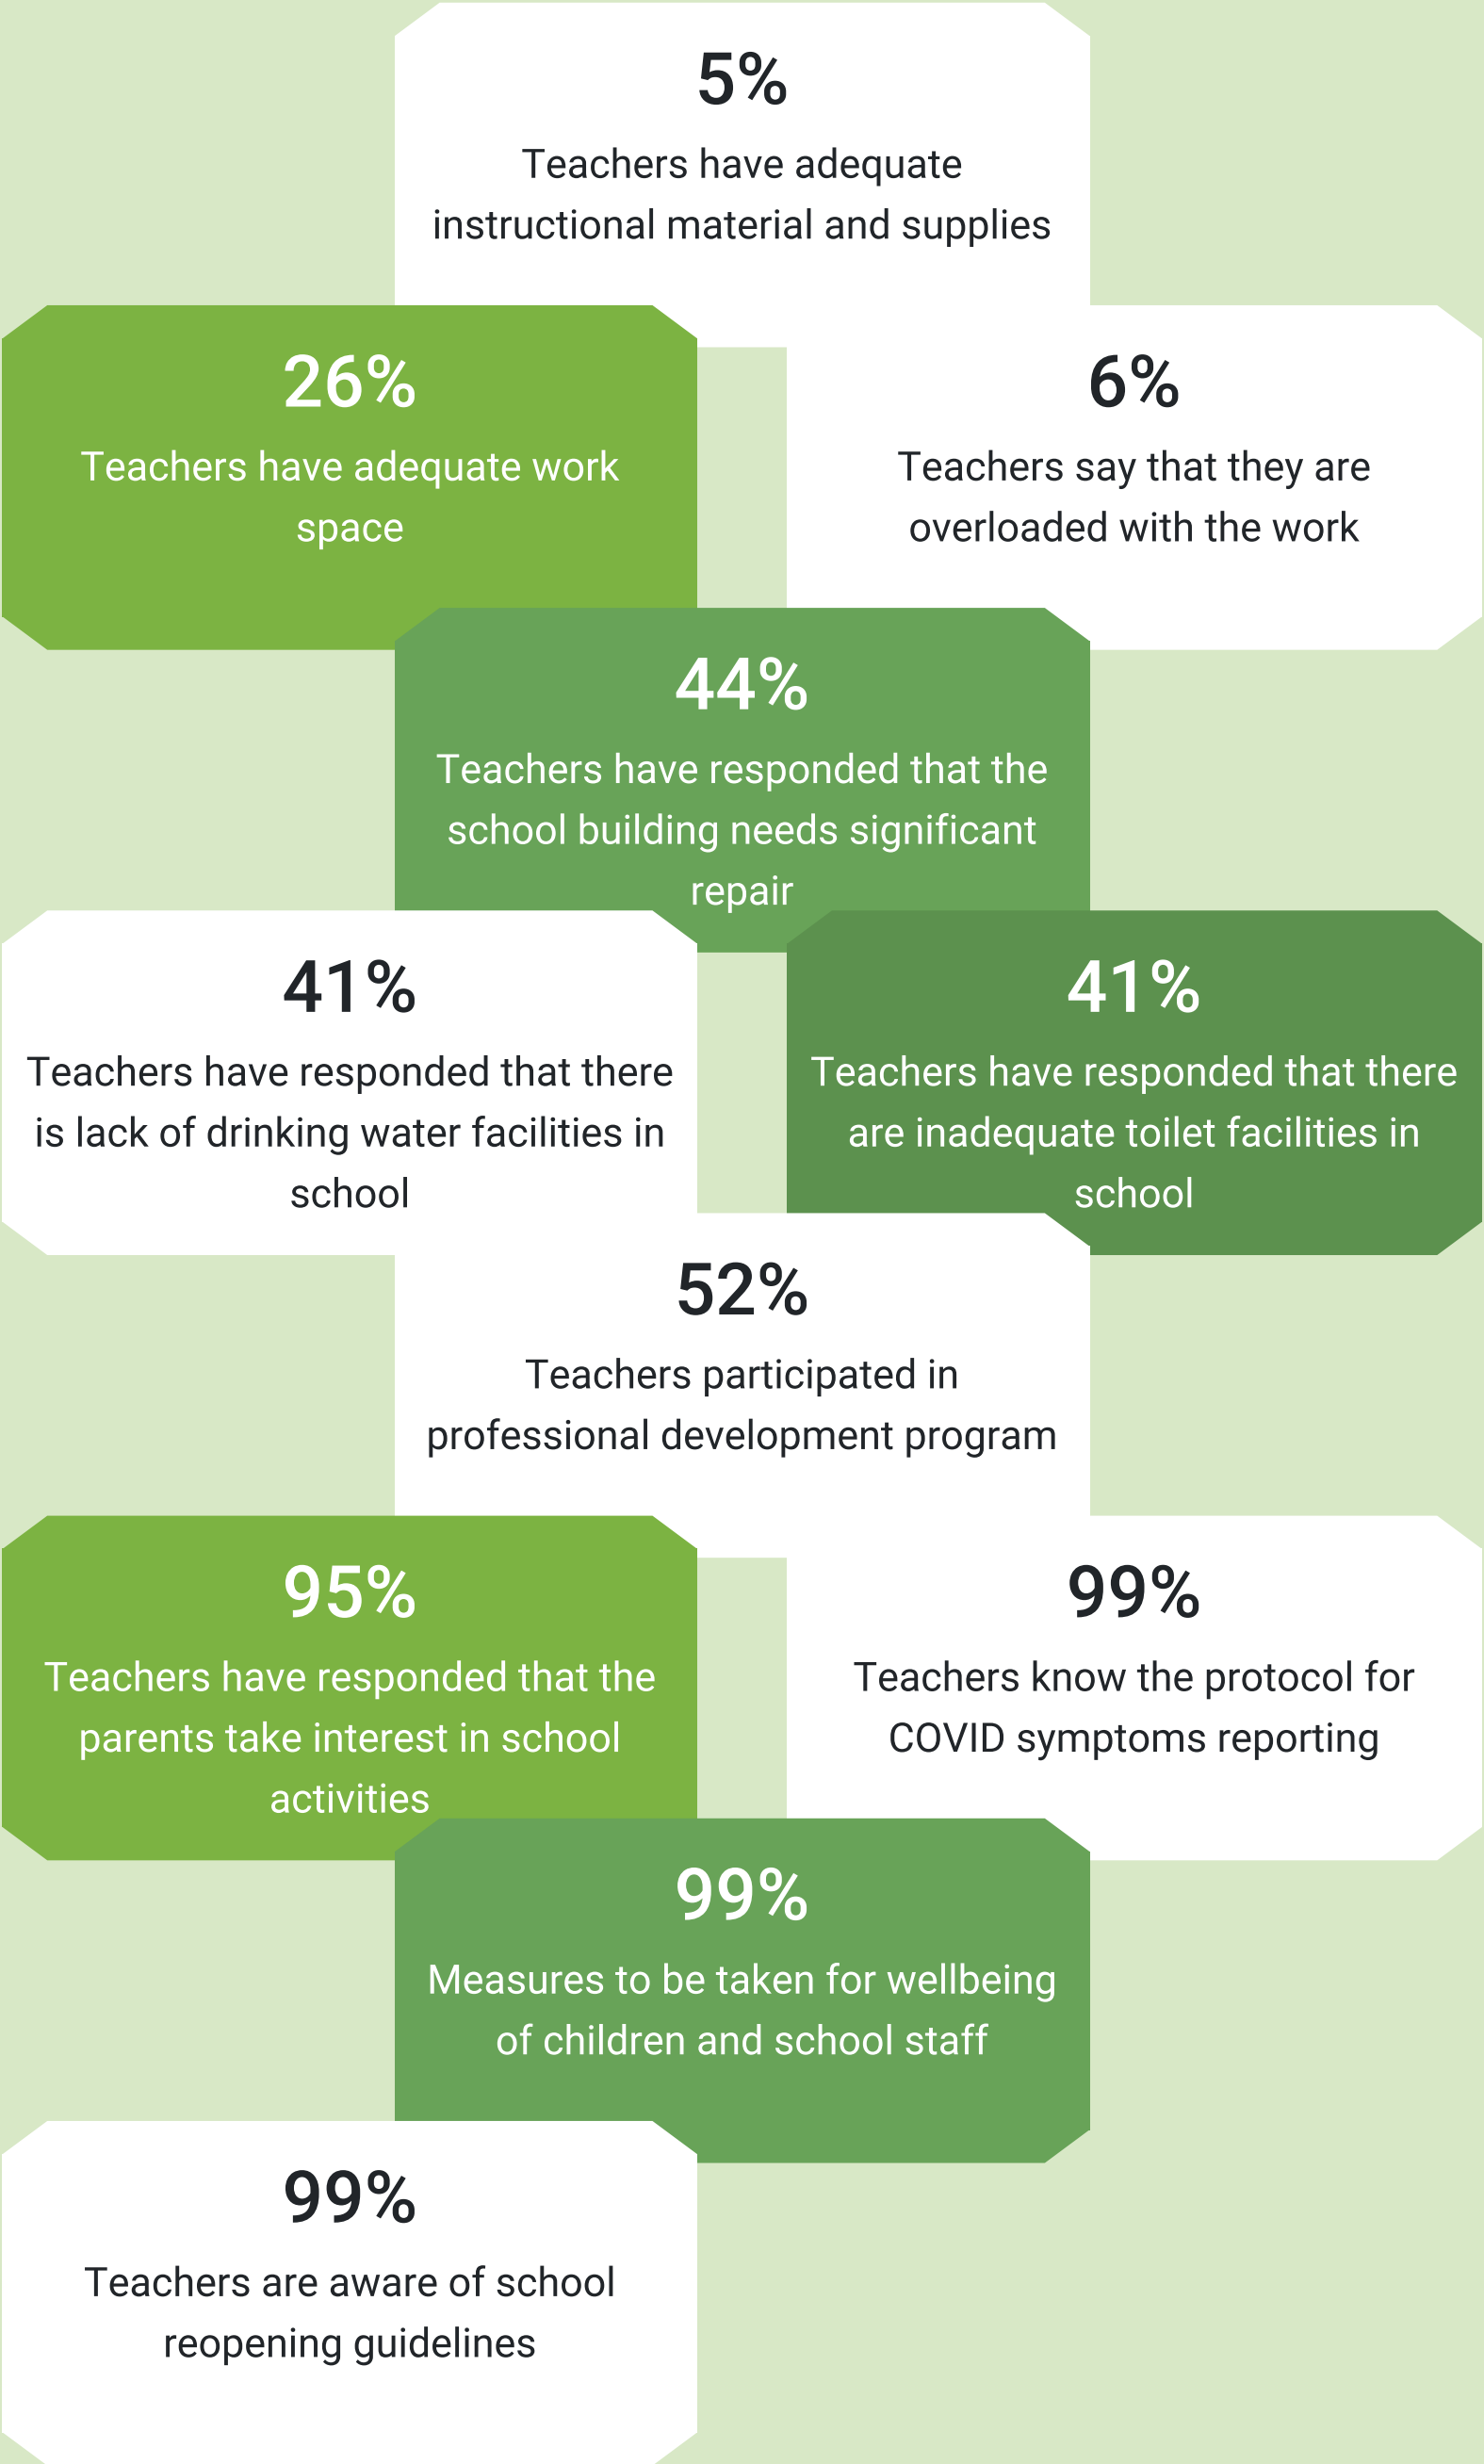 5%
Teachers have adequate
instructional material and supplies
26%
Teachers have adequate work
space
6%
Teachers say that they are
overloaded with the work
44%
Teachers have responded that the
school building needs significant
repair
41%
Teachers have responded that there
is lack of drinking water facilities in
school
41%
Teachers have responded that there
are inadequate toilet facilities in
school
52%
Teachers participated in
professional development program
95%
Teachers have responded that the
parents take interest in school
activities
99%
Teachers know the protocol for
COVID symptoms reporting
99%
Measures to be taken for wellbeing
of children and school staff
99%
Teachers are aware of school
reopening guidelines